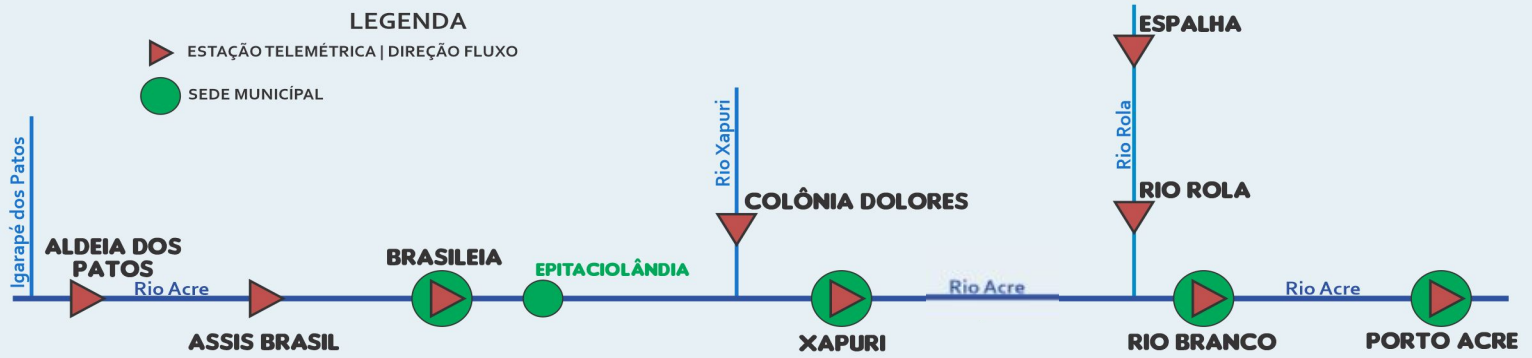 LEGENDA
ESTAÇÃO TELEMÉTRICA | DIREÇÃO FLUXO
SEDE MUNICÍPAL
Igarapé dos Patos
ALDEIA DOS
PATOS
Rio Acre
ASSIS BRASIL
BRASILEIA
EPITACIOLÂNDIA
Rio Xapuri
COLÔNIA DOLORES
XAPURI
Rio Acre
ESPALHA
Rio Rola
RIO ROLA
RIO BRANCO
Rio Acre
PORTO ACRE